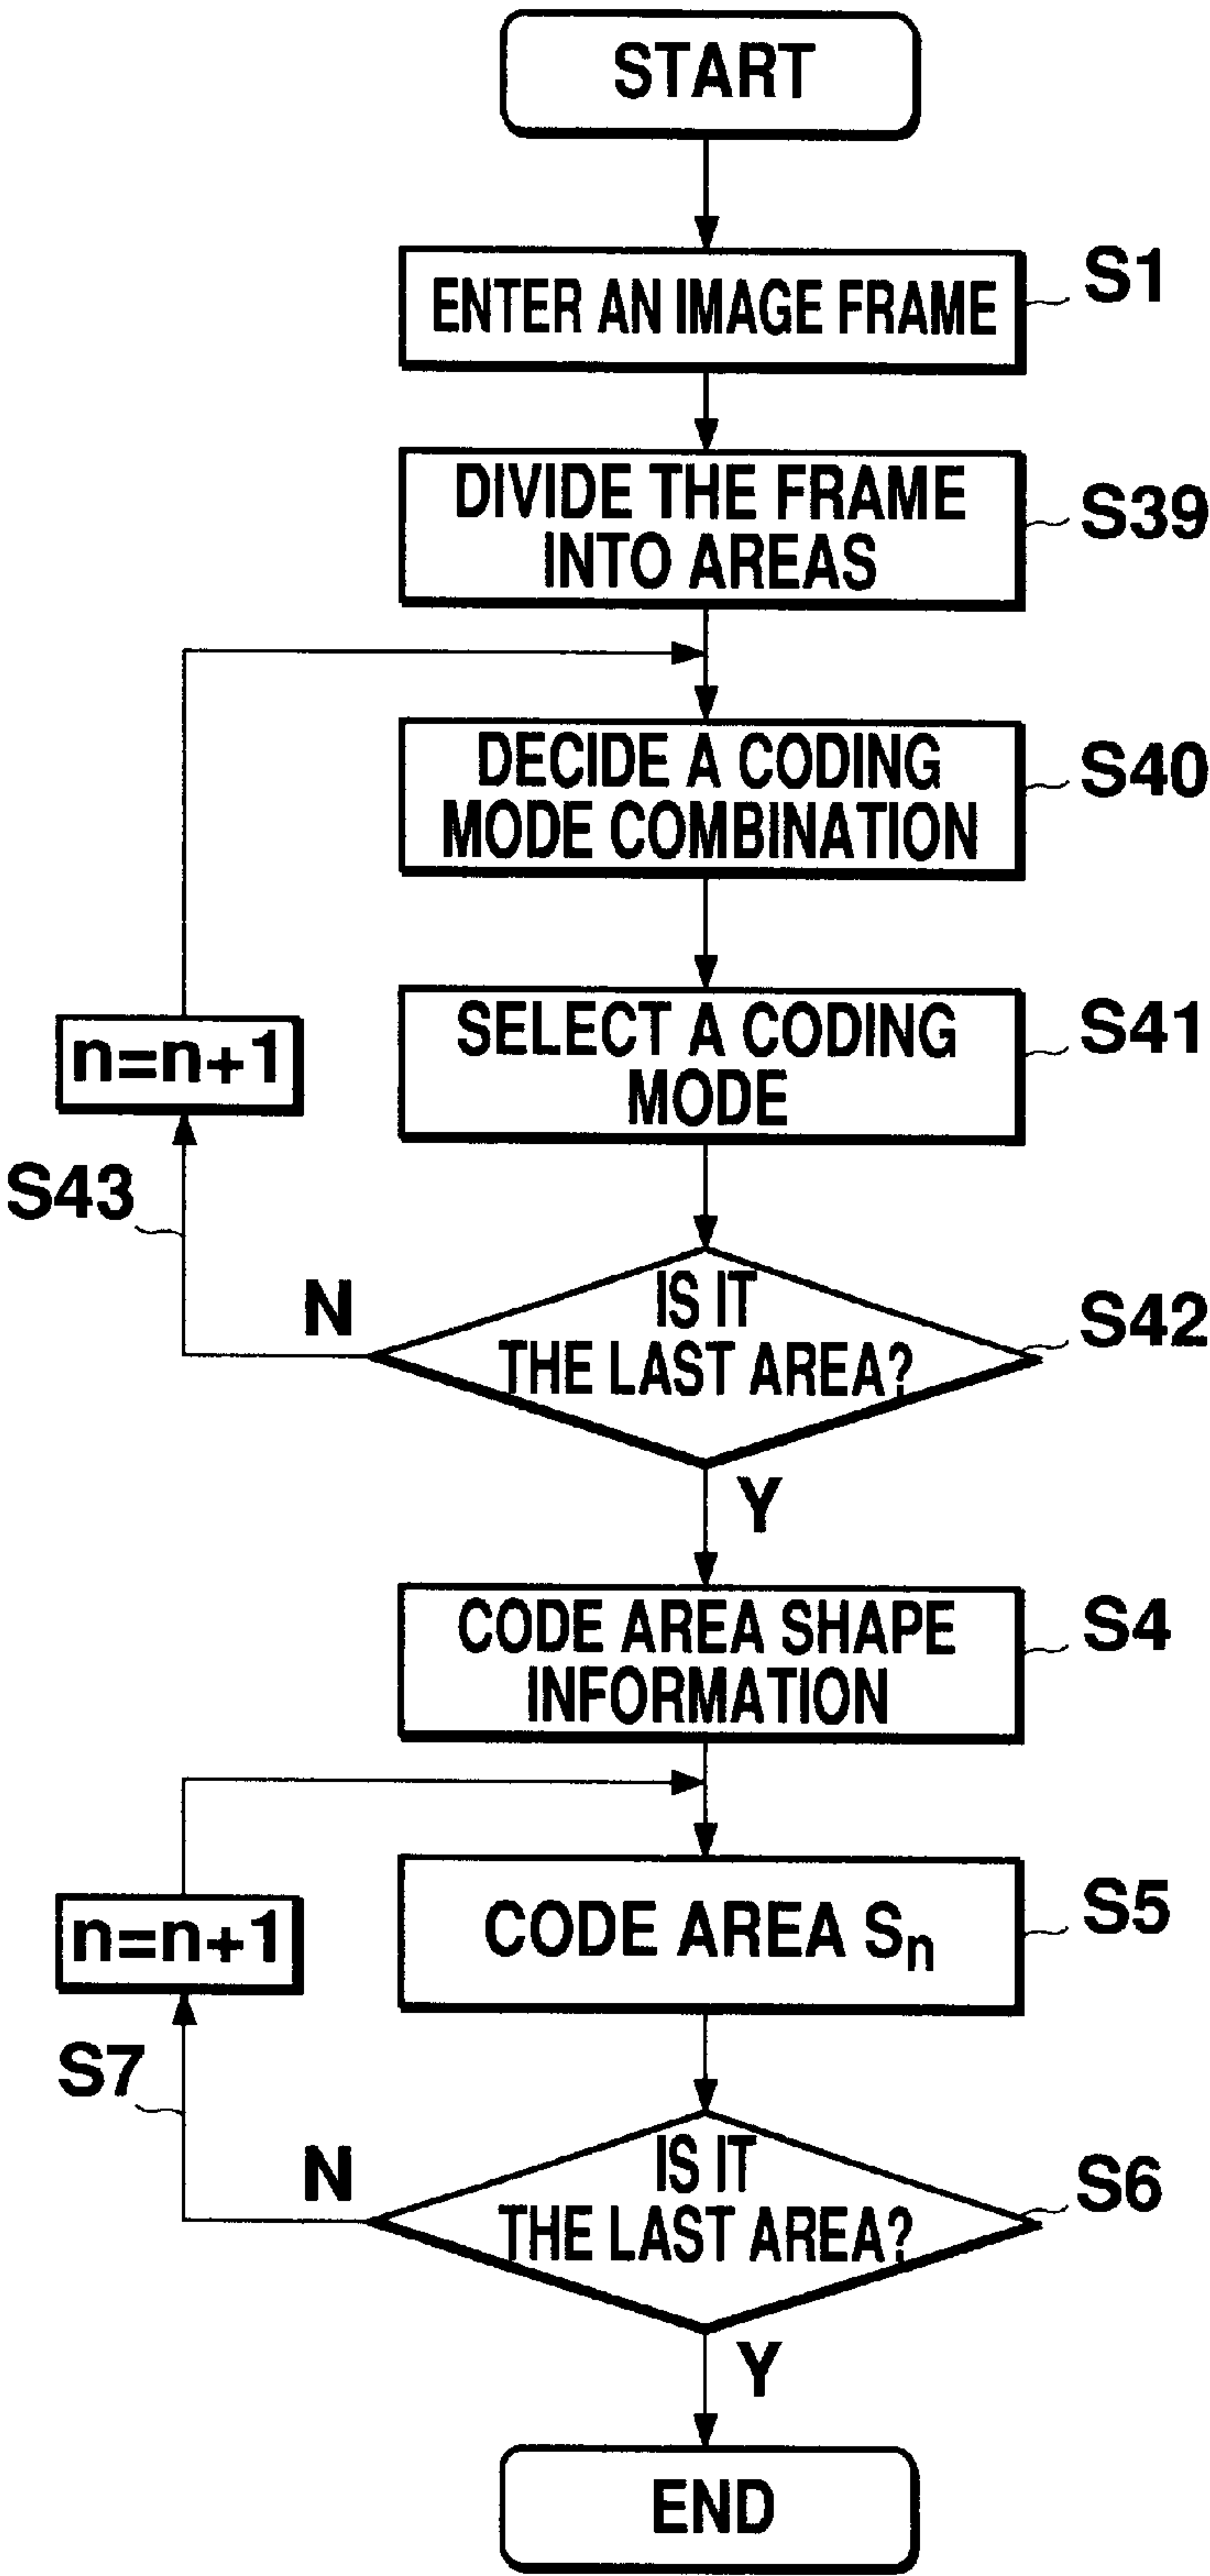 START
ENTER AN IMAGE FRAME
S1
DIVIDE THE FRAME
INTO AREAS
S39
DECIDE A CODING
MODE COMBINATION
S40
SELECT A CODING
MODE
S41
n=n+1
S43
N
IS IT
THE LAST AREA?
S42
Y
CODE AREA SHAPE
INFORMATION
S4
CODE AREA Sn
S5
n=n+1
S7
N
IS IT
THE LAST AREA?
S6
Y
END